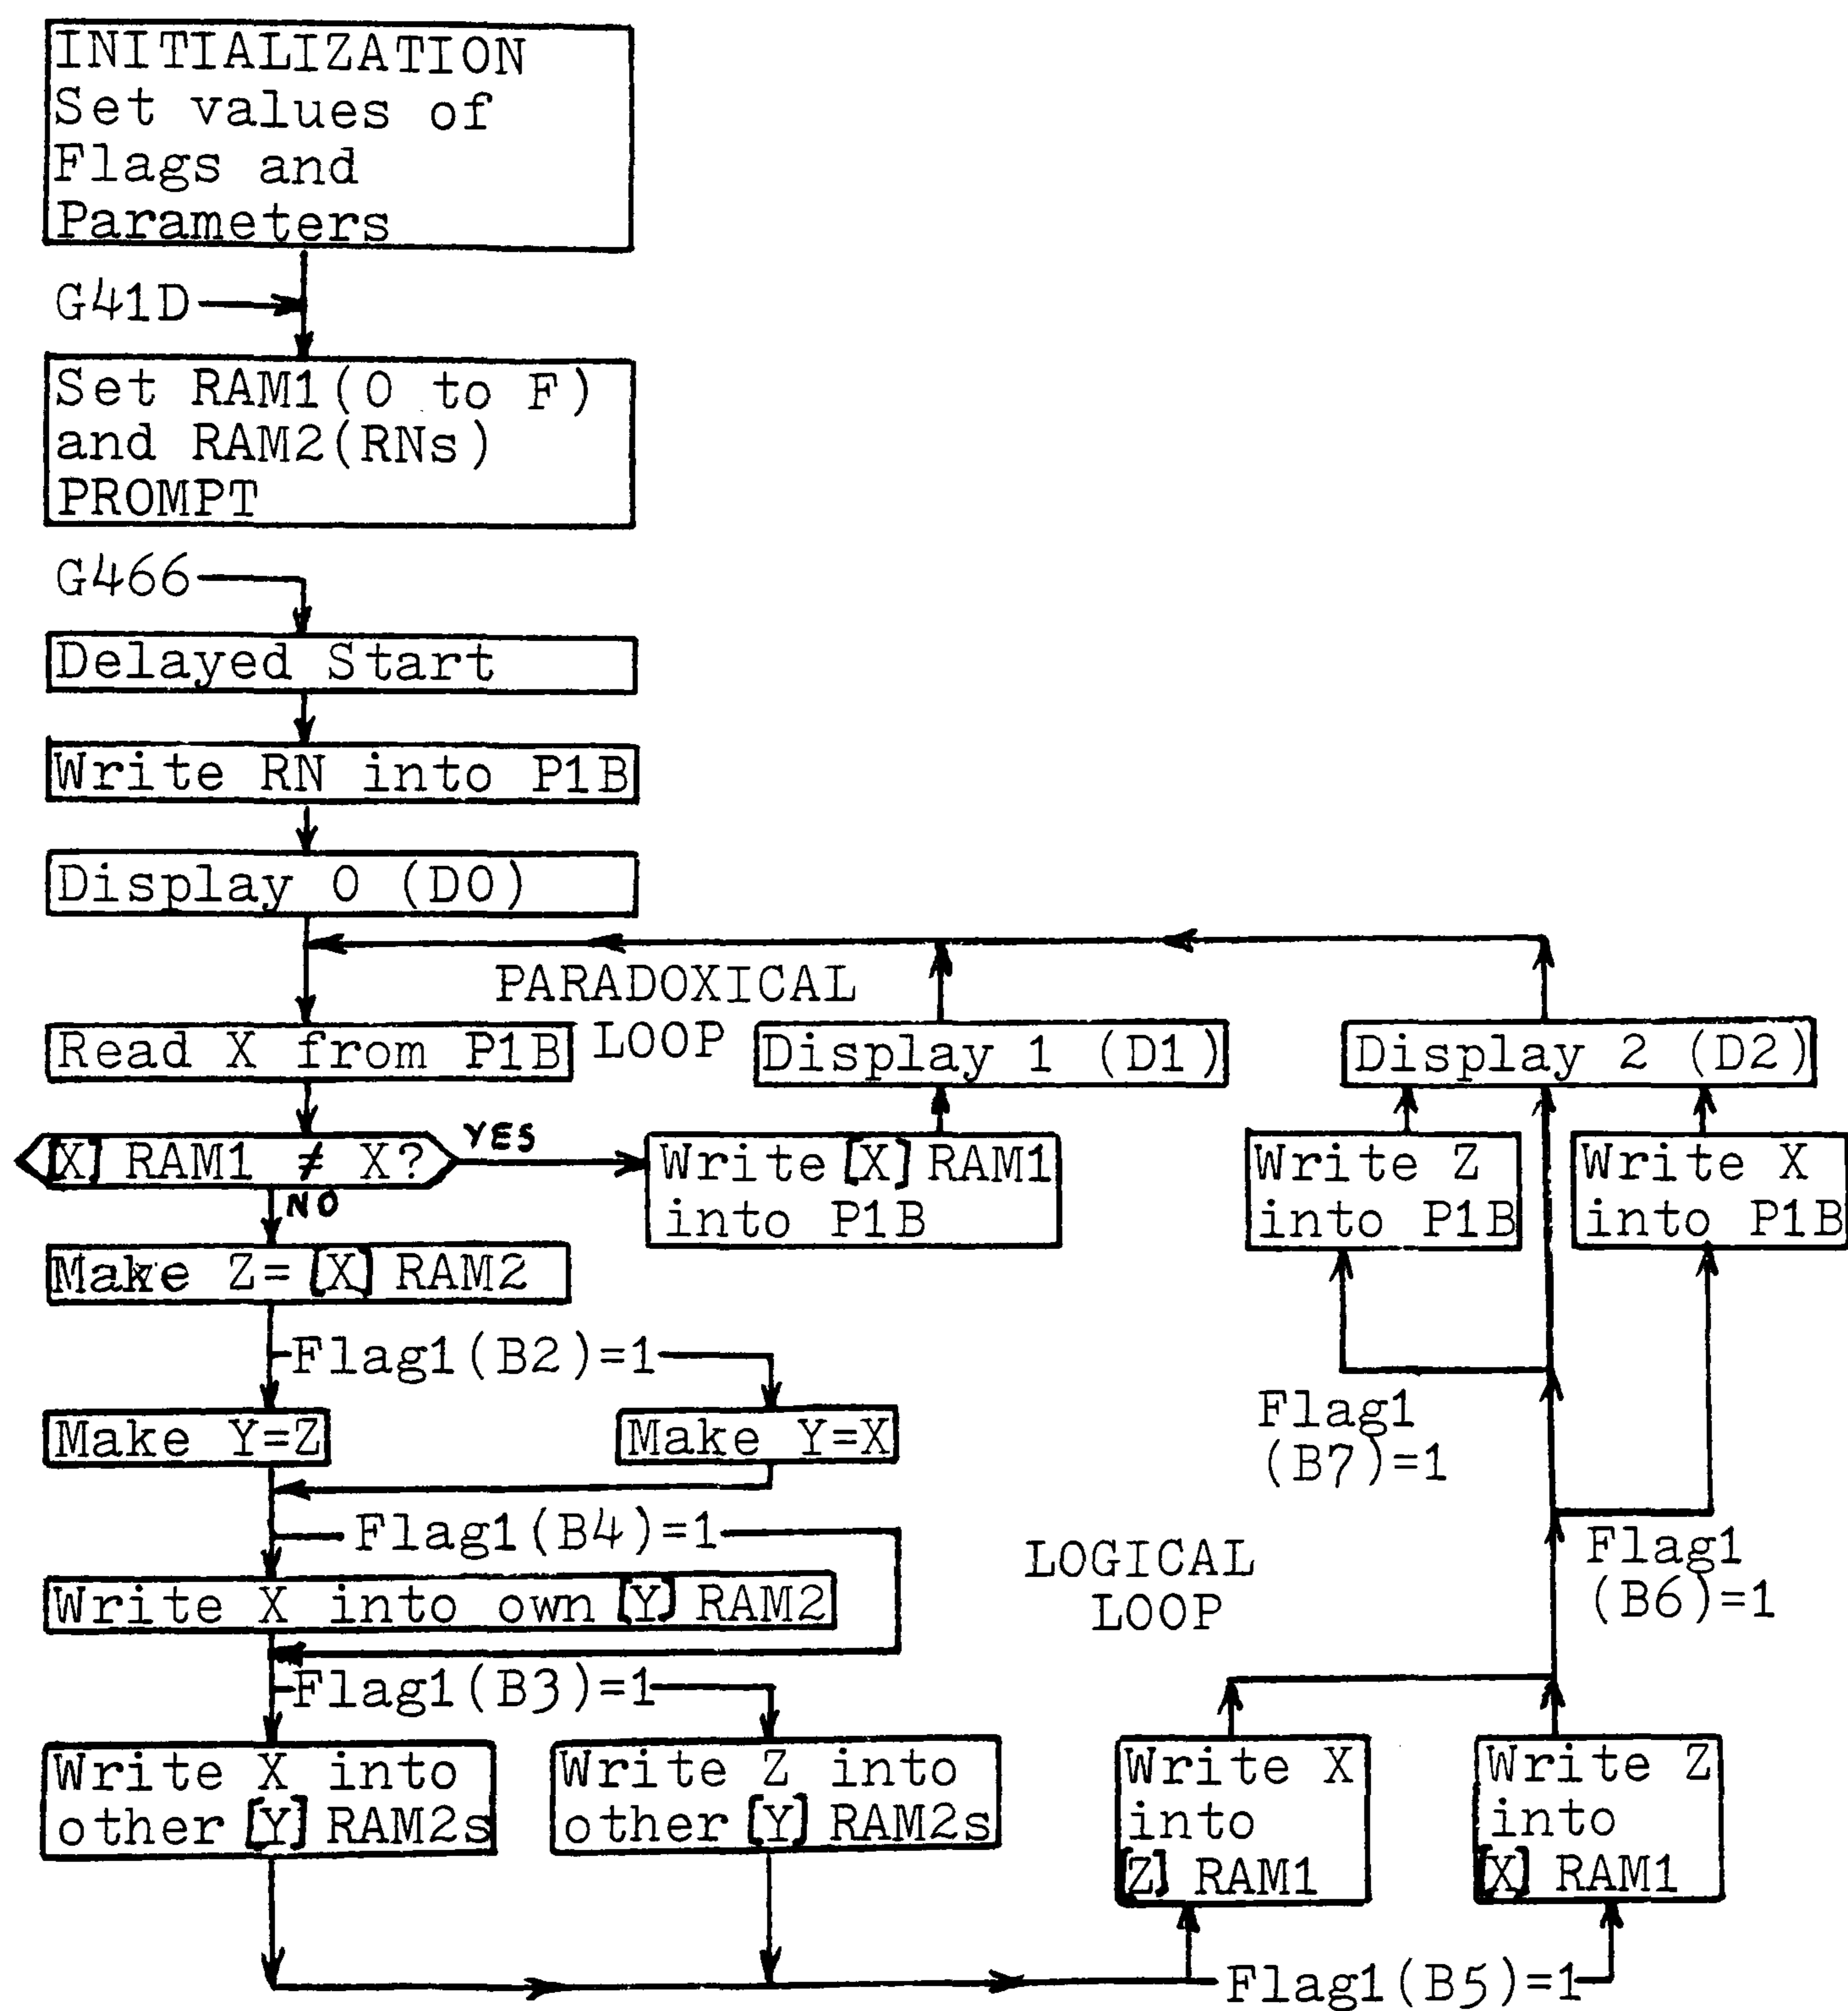 INITIALIZATION
Set values of
Flags and
Parameters
G41D
Set RAM1(0 to F)
and RAM2(RNs)
PROMPT
G466
Delayed Start
Write RN into P1B
Display 0 (D0)
PARADOXICAL
LOOP
Read X from P1B
Display 1 (D1)
Display 2 (D2)
[X] RAM1 ≠ X?
YES
NO
Write [X] RAM1
into P1B
Write Z
into P1B
Write X
into P1B
Make Z=[X] RAM2
Flag1(B2)=1
Make Y=Z
Make Y=X
Flag1
(B7)=1
Flag1(B4)=1
Write X into own [Y] RAM2
LOGICAL
LOOP
Flag1
(B6)=1
Flag1(B3)=1
Write X into
other [Y] RAM2s
Write Z into
other [Y] RAM2s
Write X
into
[Z] RAM1
Write Z
into
[X] RAM1
Flag1(B5)=1